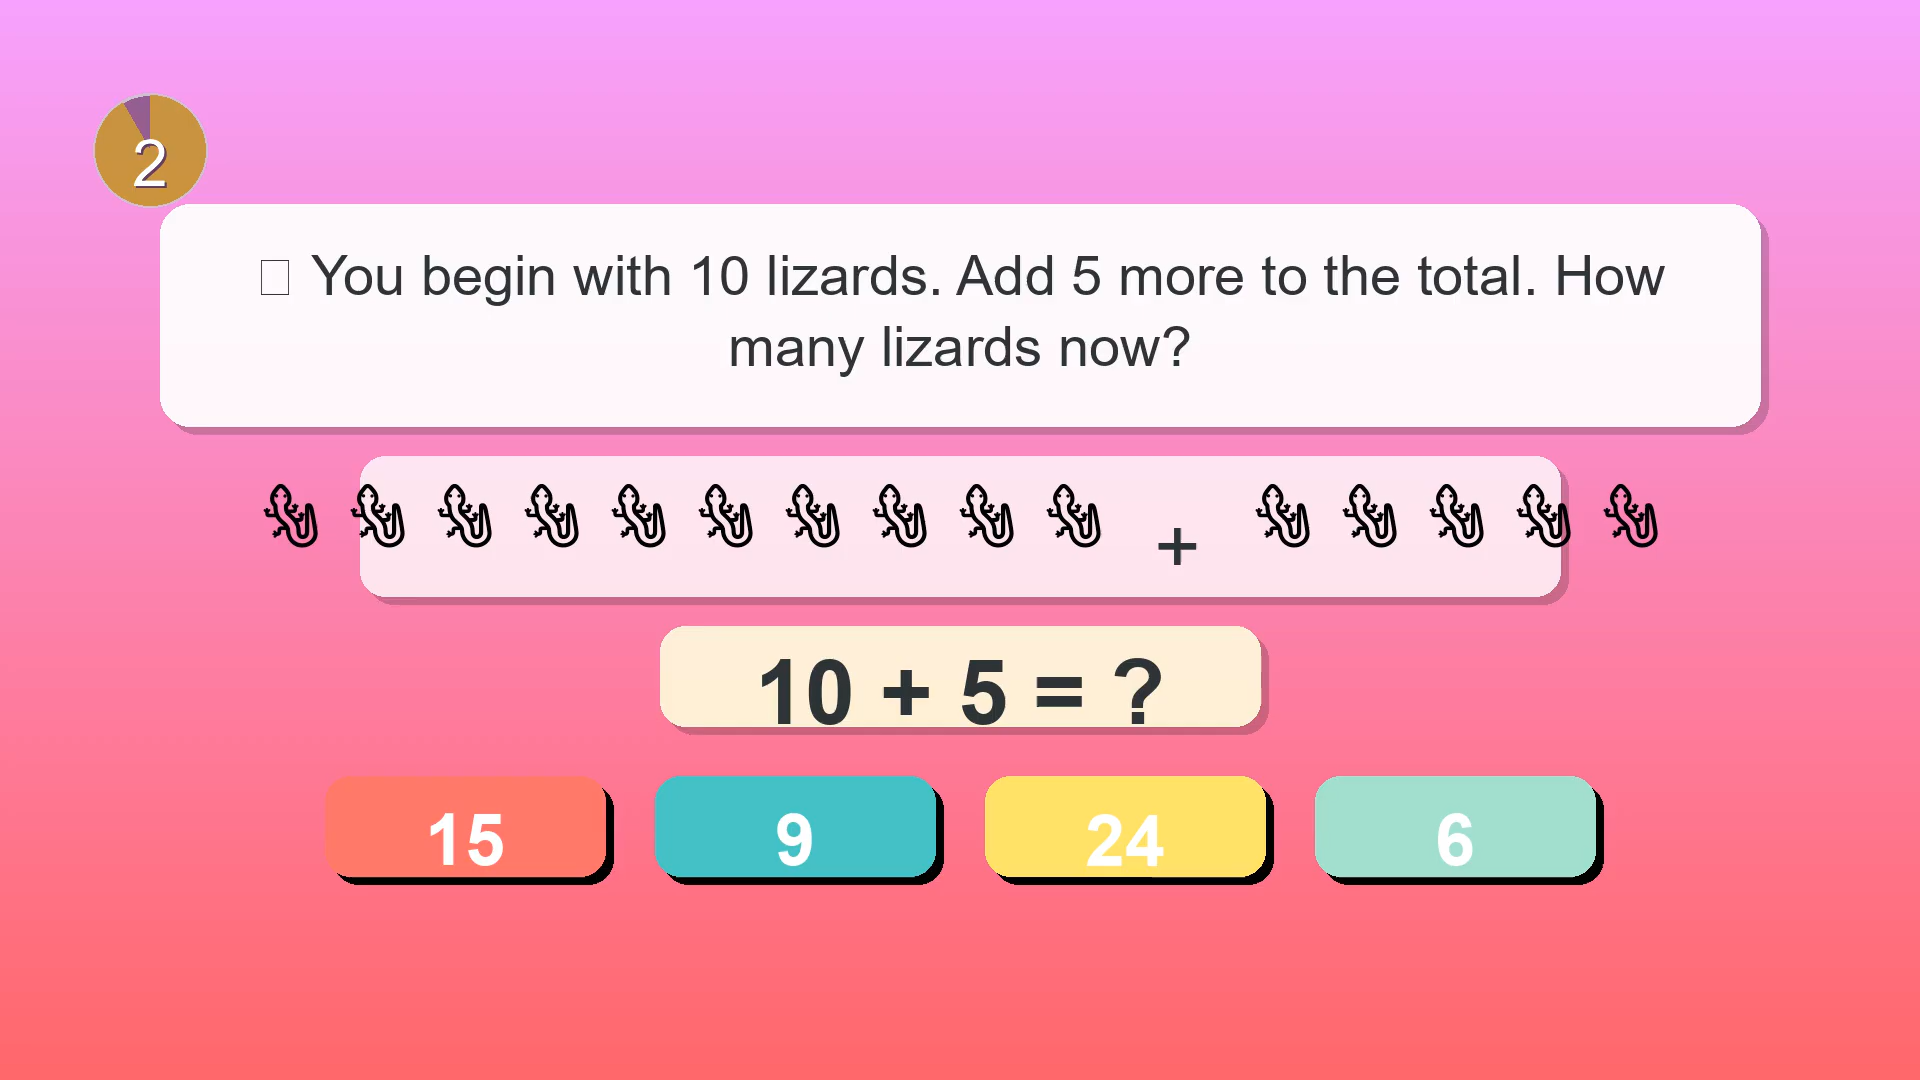 2
You begin with 10 lizards. Add 5 more to the total. How
many lizards now?
+
10 + 5 = ?
15 9 24 6